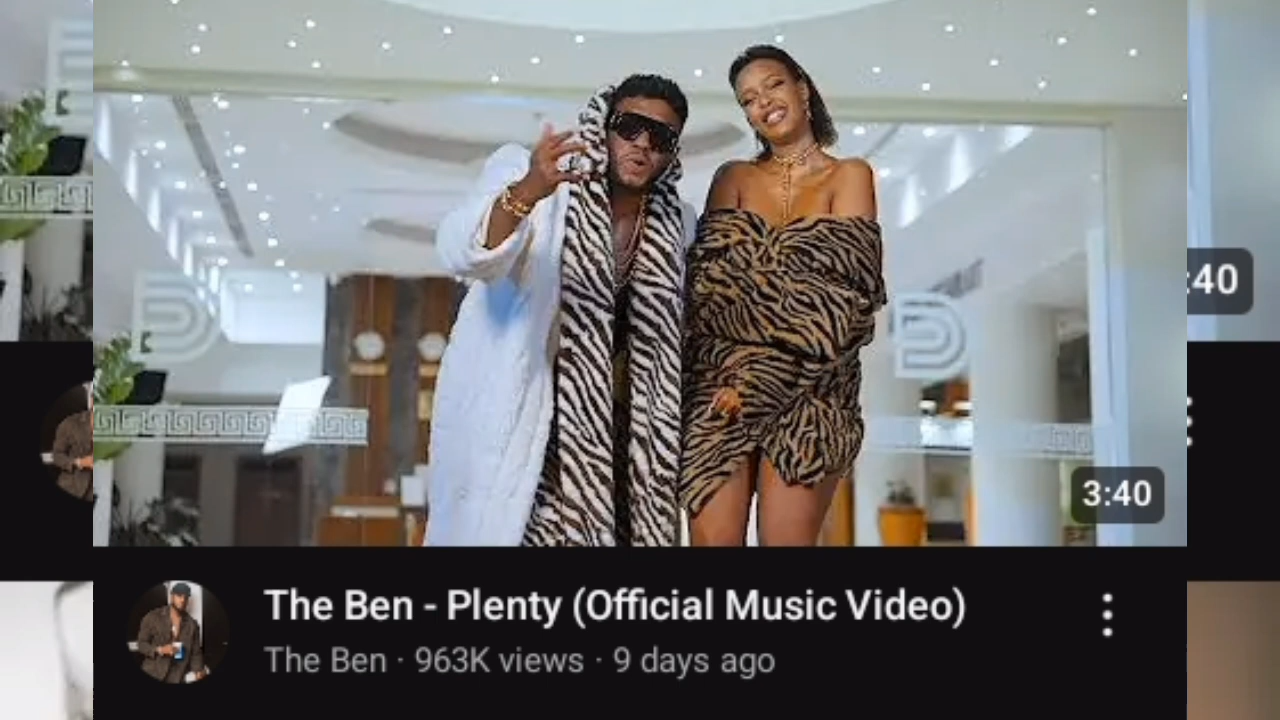 3:40
:40
The Ben - Plenty (Official Music Video)
The Ben · 963K views · 9 days ago